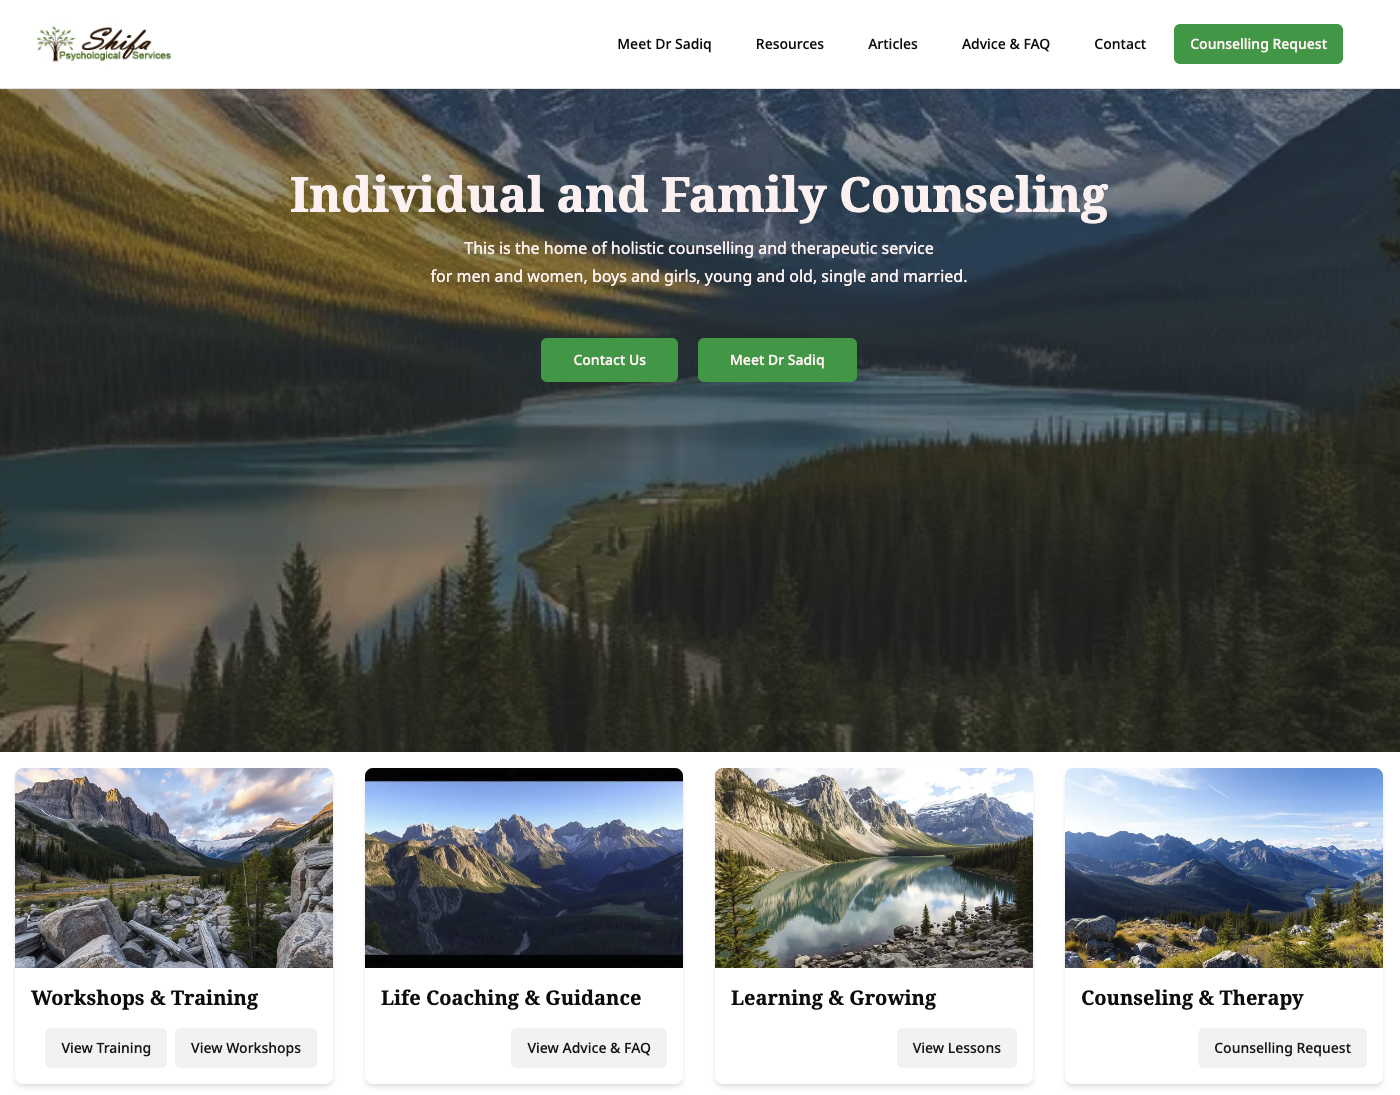 Shifa
Psychological Services
Meet Dr Sadiq
Resources
Articles
Advice & FAQ
Contact
Counselling Request
Individual and Family Counseling
This is the home of holistic counselling and therapeutic service
for men and women, boys and girls, young and old, single and married.
Contact Us
Meet Dr Sadiq
Workshops & Training
View Training
View Workshops
Life Coaching & Guidance
View Advice & FAQ
Learning & Growing
View Lessons
Counseling & Therapy
Counselling Request